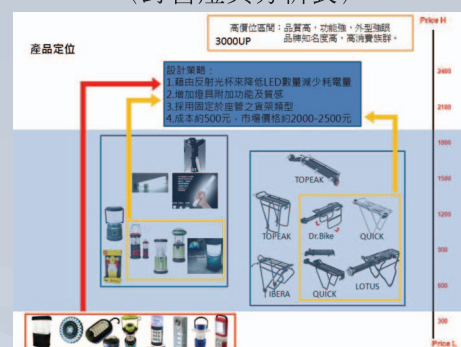 高價位區間：品質高，功能強，外型強眼
3000UP 品牌知名度高，高消費族群。
Price H
產品定位
設計策略：
1.藉由反射光杯來降低LED數量減少耗電量
2.增加燈具附加功能及質感
3.採用固定於座管之貨架類型
4.成本約500元，市場價格約2000-2500元
2400
2100
1800
1500
1200
900
600
300
TOPEAK
TOPEAK
Dr.Bike
QUICK
IBERA
QUICK
LOTUS
Price L